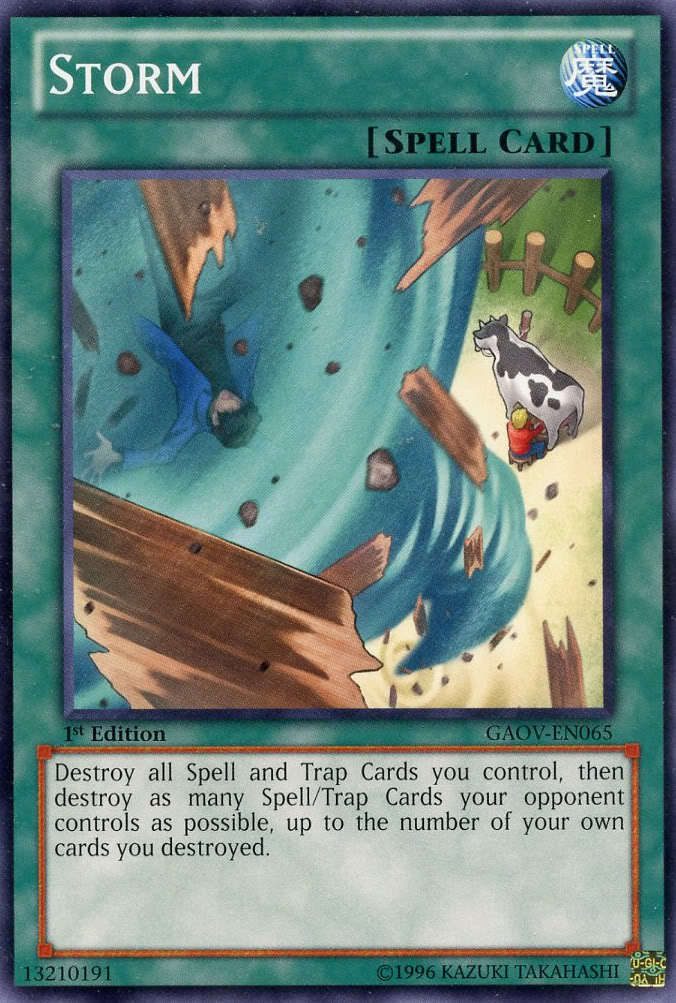 STORM
SPELL
魔
[SPELL CARD]
1st Edition
GAOV-EN065
Destroy all Spell and Trap Cards you control, then
destroy as many Spell/Trap Cards your opponent
controls as possible, up to the number of your own
cards you destroyed.
13210191
©1996 KAZUKI TAKAHASHI